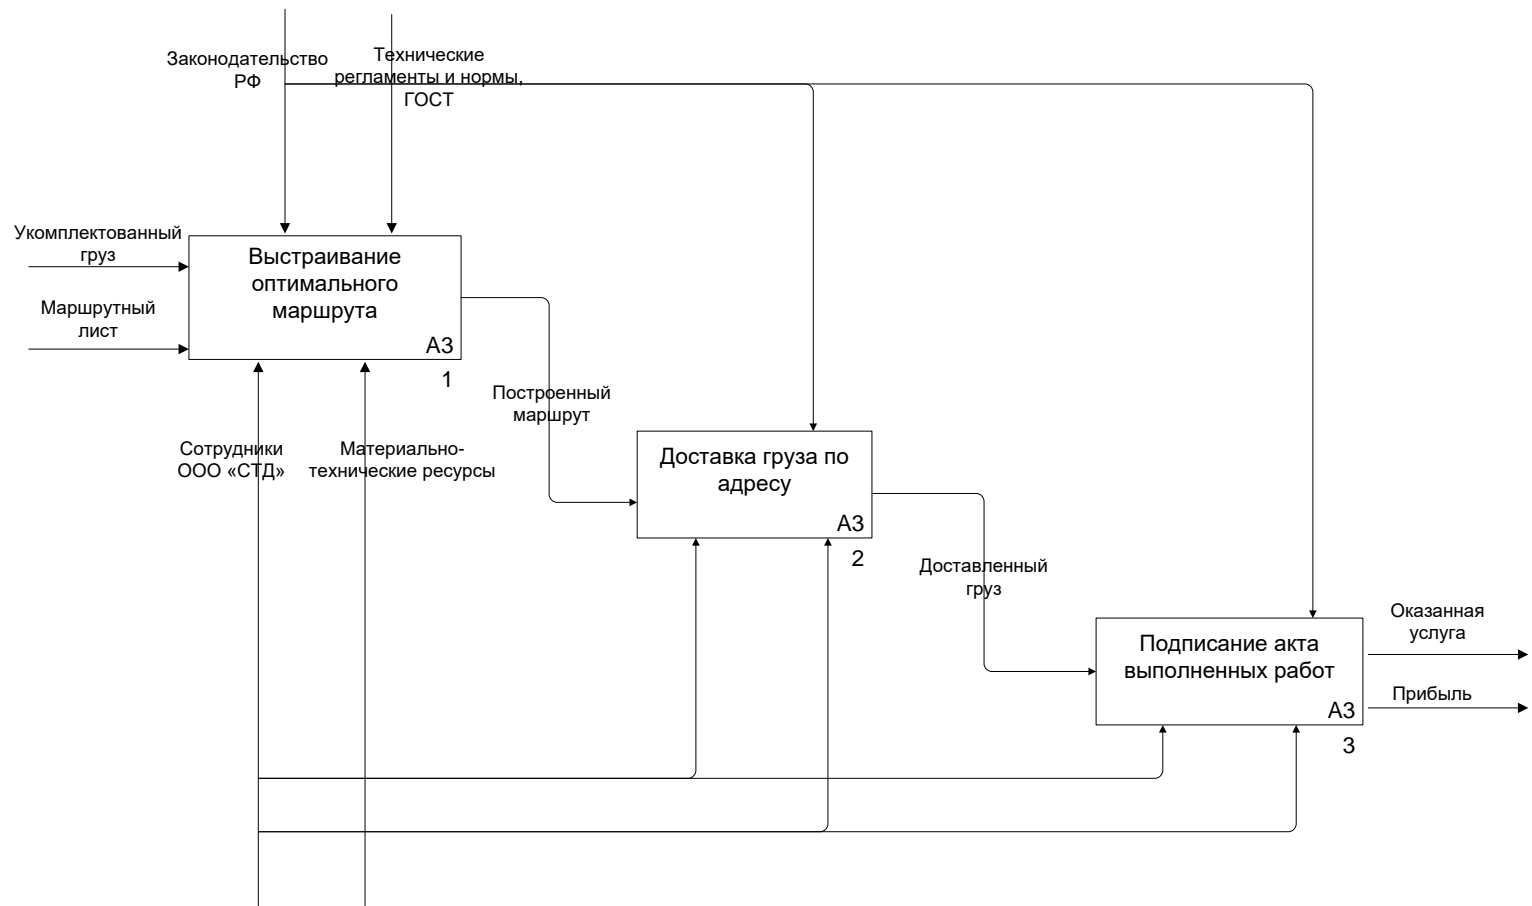 Законодательство
РФ
Технические
регламенты и нормы,
ГОСТ
Укомплектованный
груз
Маршрутный
лист
Выстраивание
оптимального
маршрута
А3
1
Построенный
маршрут
Сотрудники
ООО «СТД»
Материально-
технические ресурсы
Доставка груза по
адресу
А3
2
Доставленный
груз
Подписание акта
выполненных работ
А3
3
Оказанная
услуга
Прибыль